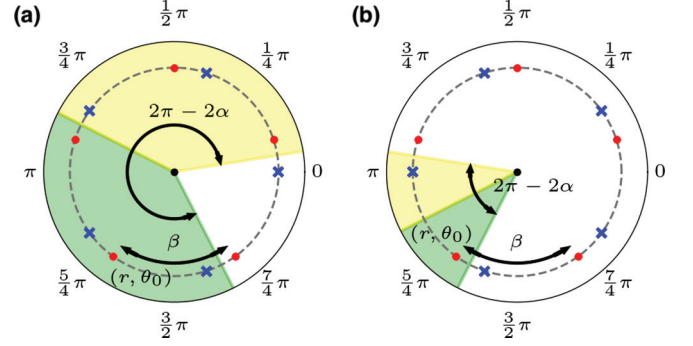 (a)
½ π
¾ π
¼ π
2π − 2α
π
0
β
(r, θ₀)
5/4 π
7/4 π
3/2 π
(b)
½ π
¾ π
¼ π
π
0
2π − 2α
(r, θ₀)
β
5/4 π
7/4 π
3/2 π